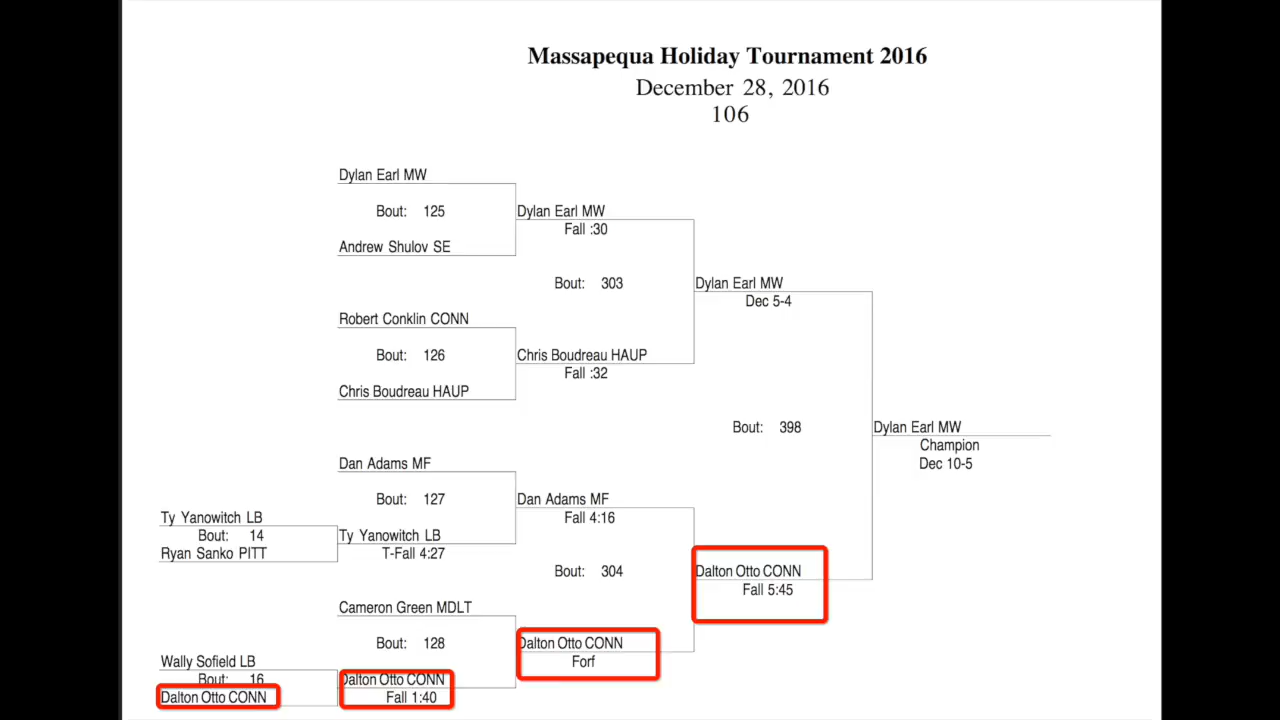 Massapequa Holiday Tournament 2016
December 28, 2016
106
Dylan Earl MW
Bout: 125
Dylan Earl MW
Fall :30
Andrew Shulov SE
Bout: 303
Dylan Earl MW
Dec 5-4
Robert Conklin CONN
Bout: 126
Chris Boudreau HAUP
Fall :32
Chris Boudreau HAUP
Bout: 398
Dylan Earl MW
Champion
Dec 10-5
Dan Adams MF
Bout: 127
Dan Adams MF
Fall 4:16
Ty Yanowitch LB
Bout: 14
Ty Yanowitch LB
Ryan Sanko PITT
T-Fall 4:27
Bout: 304
Dalton Otto CONN
Fall 5:45
Cameron Green MDLT
Bout: 128
Dalton Otto CONN
Forf
Wally Sofield LB
Bout: 16
Dalton Otto CONN
Dalton Otto CONN
Fall 1:40